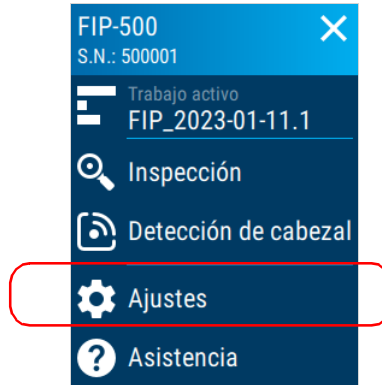 FIP-500
S.N.: 500001
Trabajo activo
FIP_2023-01-11.1
Inspección
Detección de cabezal
Ajustes
Asistencia